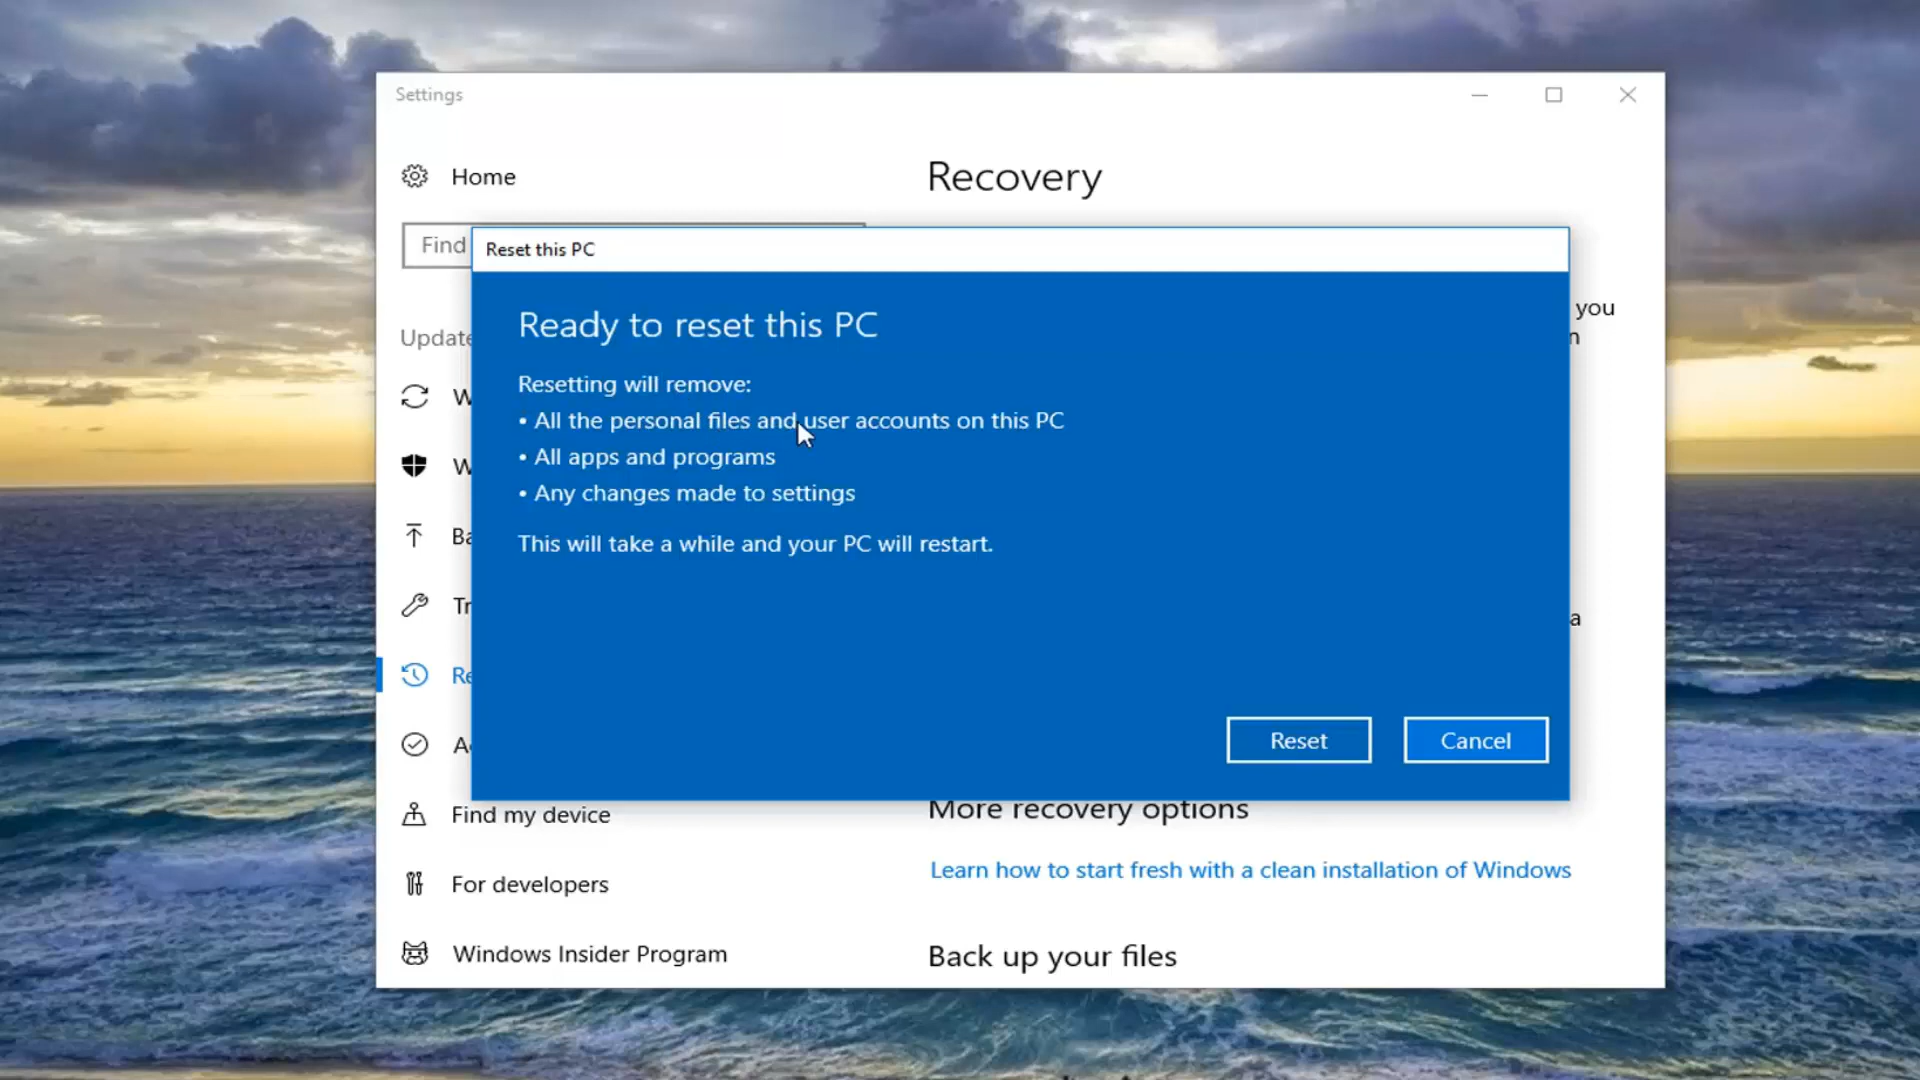 Settings
Home
Recovery
Find
Reset this PC
Ready to reset this PC
you
Update
Resetting will remove:
• All the personal files and user accounts on this PC
• All apps and programs
• Any changes made to settings
This will take a while and your PC will restart.
Reset
Cancel
Find my device
More recovery options
Learn how to start fresh with a clean installation of Windows
For developers
Windows Insider Program
Back up your files